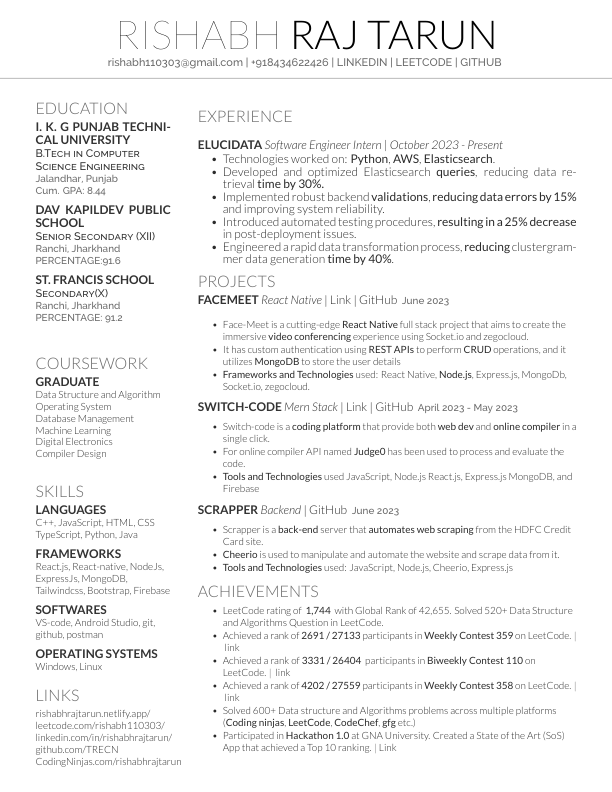 RISHABH RAJ TARUN
rishabh110303@gmail.com | +918434622426 | LINKEDIN | LEETCODE | GITHUB
EDUCATION
I. K. G PUNJAB TECHNI-
CAL UNIVERSITY
B.Tech in Computer
Science Engineering
Jalandhar, Punjab
Cum. GPA: 8.44
DAV KAPILDEV PUBLIC
SCHOOL
Senior Secondary (XII)
Ranchi, Jharkhand
PERCENTAGE:91.6
ST. FRANCIS SCHOOL
Secondary(X)
Ranchi, Jharkhand
PERCENTAGE: 91.2
COURSEWORK
GRADUATE
Data Structure and Algorithm
Operating System
Database Management
Machine Learning
Digital Electronics
Compiler Design
SKILLS
LANGUAGES
C++, JavaScript, HTML, CSS
TypeScript, Python, Java
FRAMEWORKS
React.js, React-native, NodeJs,
ExpressJs, MongoDB,
Tailwindcss, Bootstrap, Firebase
SOFTWARES
VS-code, Android Studio, git,
github, postman
OPERATING SYSTEMS
Windows, Linux
LINKS
rishabhrajtarun.netlify.app/
leetcode.com/rishabh110303/
linkedin.com/in/rishabhrajtarun/
github.com/TRECN
CodingNinjas.com/rishabhrajtarun
EXPERIENCE
ELUCIDATA Software Engineer Intern | October 2023 - Present
• Technologies worked on: Python, AWS, Elasticsearch.
• Developed and optimized Elasticsearch queries, reducing data re-
trieval time by 30%.
• Implemented robust backend validations, reducing data errors by 15%
and improving system reliability.
• Introduced automated testing procedures, resulting in a 25% decrease
in post-deployment issues.
• Engineered a rapid data transformation process, reducing clustergram-
mer data generation time by 40%.
PROJECTS
FACEMEET React Native | Link | GitHub June 2023
• Face-Meet is a cutting-edge React Native full stack project that aims to create the
immersive video conferencing experience using Socket.io and zegocloud.
• It has custom authentication using REST APIs to perform CRUD operations, and it
utilizes MongoDB to store the user details
• Frameworks and Technologies used: React Native, Node.js, Express.js, MongoDb,
Socket.io, zegocloud.
SWITCH-CODE Mern Stack | Link | GitHub April 2023 - May 2023
• Switch-code is a coding platform that provide both web dev and online compiler in a
single click.
• For online compiler API named Judge0 has been used to process and evaluate the
code.
• Tools and Technologies used JavaScript, Node.js React.js, Express.js MongoDB, and
Firebase
SCRAPPER Backend | GitHub June 2023
• Scrapper is a back-end server that automates web scraping from the HDFC Credit
Card site.
• Cheerio is used to manipulate and automate the website and scrape data from it.
• Tools and Technologies used: JavaScript, Node.js, Cheerio, Express.js
ACHIEVEMENTS
• LeetCode rating of 1,744 with Global Rank of 42,655. Solved 520+ Data Structure
and Algorithms Question in LeetCode.
• Achieved a rank of 2691 / 27133 participants in Weekly Contest 359 on LeetCode. |
link
• Achieved a rank of 3331 / 26404 participants in Biweekly Contest 110 on
LeetCode. | link
• Achieved a rank of 4202 / 27559 participants in Weekly Contest 358 on LeetCode. |
link
• Solved 600+ Data structure and Algorithms problems across multiple platforms
(Coding ninjas, LeetCode, CodeChef, gfg etc.)
• Participated in Hackathon 1.0 at GNA University. Created a State of the Art (SoS)
App that achieved a Top 10 ranking. | Link